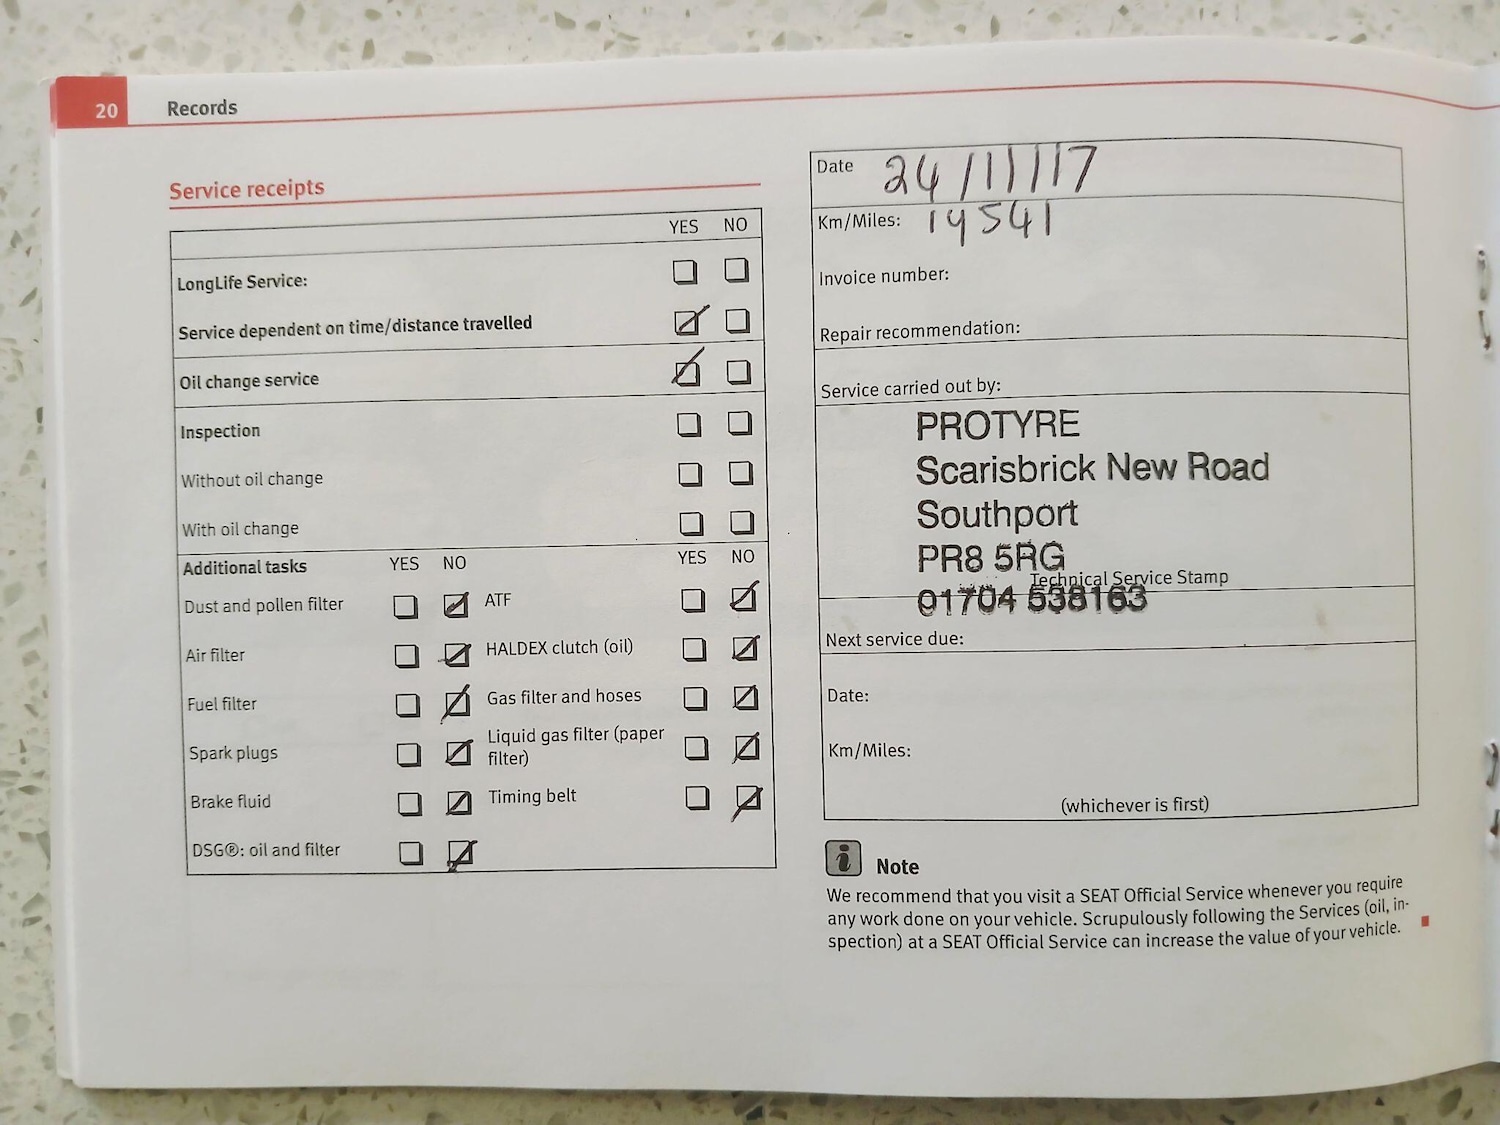 20 Records
Service receipts
YES NO
LongLife Service:
Service dependent on time/distance travelled
Oil change service
Inspection
Without oil change
With oil change
Additional tasks YES NO YES NO
Dust and pollen filter ATF
Air filter HALDEX clutch (oil)
Fuel filter Gas filter and hoses
Spark plugs Liquid gas filter (paper
filter)
Brake fluid Timing belt
DSG®: oil and filter
Date 24/11/17
Km/Miles: 19541
Invoice number:
Repair recommendation:
Service carried out by:
PROTYRE
Scarisbrick New Road
Southport
PR8 5RG
Technical Service Stamp
01704 538163
Next service due:
Date:
Km/Miles:
(whichever is first)
i Note
We recommend that you visit a SEAT Official Service whenever you require
any work done on your vehicle. Scrupulously following the Services (oil, in-
spection) at a SEAT Official Service can increase the value of your vehicle.